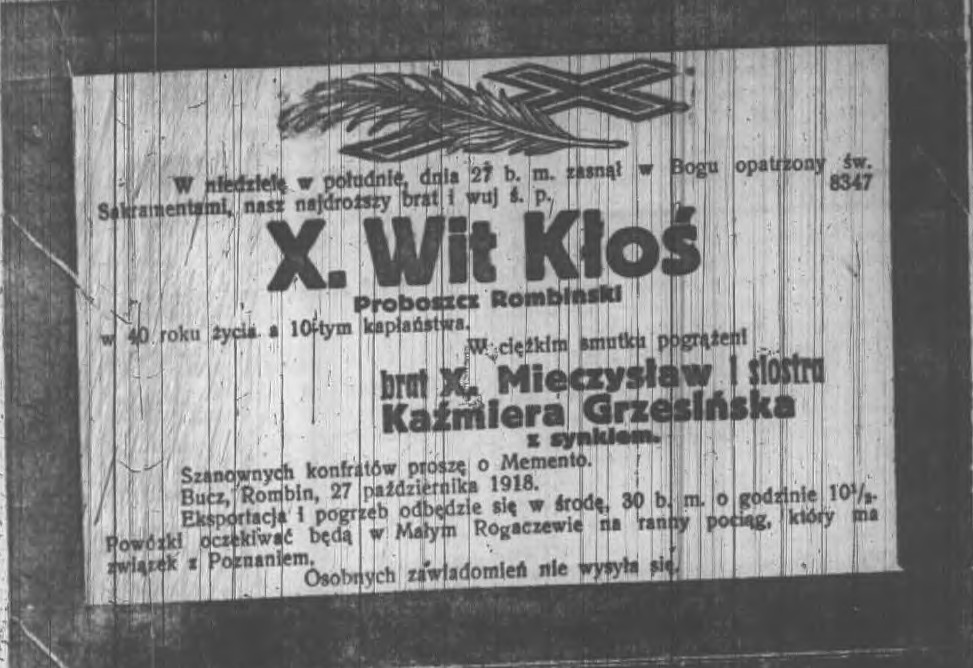 W niedzielę w południe, dnia 27 b. m. zasnął w Bogu opatrzony św.
Sakramentami, nasz najdroższy brat i wuj ś. p. 8347
X. Wit Kłoś
Proboszcz Rombiński
w 40 roku życia a 10-tym kapłaństwa.
W ciężkim smutku pogrążeni
brat X. Mieczysław i siostra
Kaźmiera Grzesińska
z synkiem.
Szanownych konfratów proszę o Memento.
Bucz, Rombin, 27 października 1918.
Eksportacja i pogrzeb odbędzie się w środę, 30 b. m. o godzinie 10½.
Powózki oczekiwać będą w Małym Rogaczewie na ranny pociąg, który ma
związek z Poznaniem.
Osobnych zawiadomień nie wysyła się.